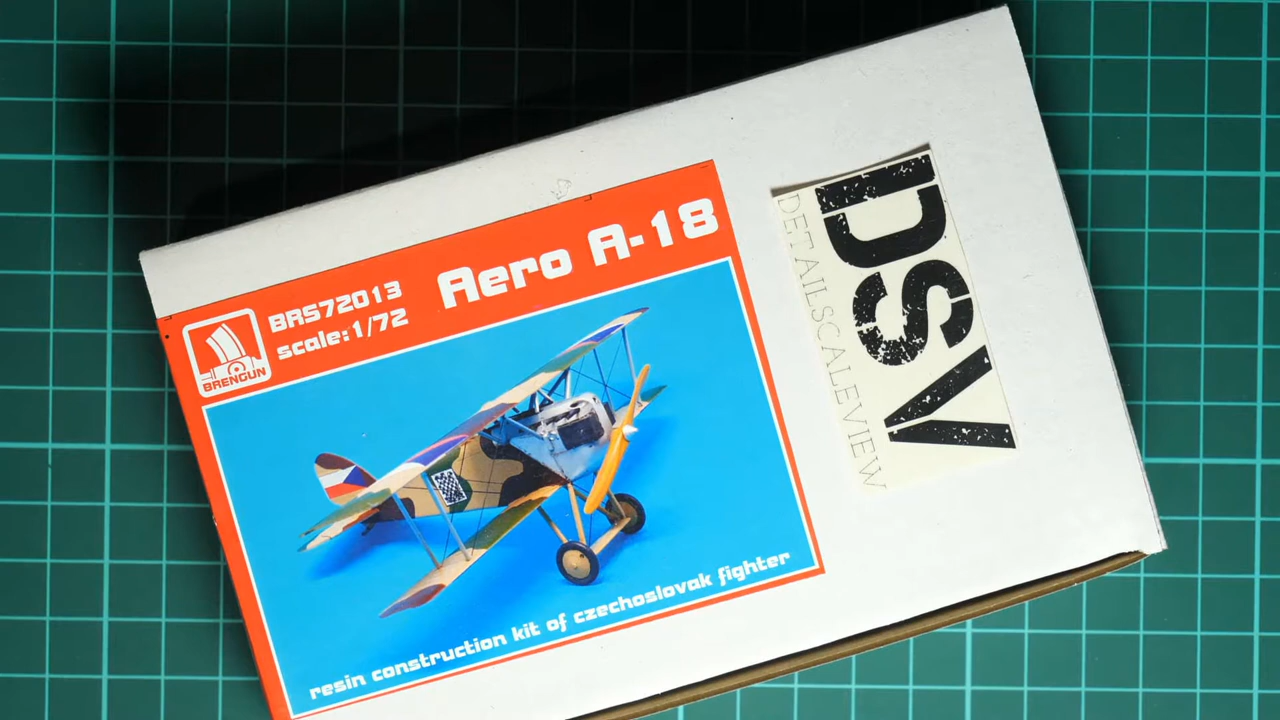 BRS72013
scale:1/72
Aero A-18
BRENGUN
resin construction kit of czechoslovak fighter
DSV
DETAILSCALEVIEW